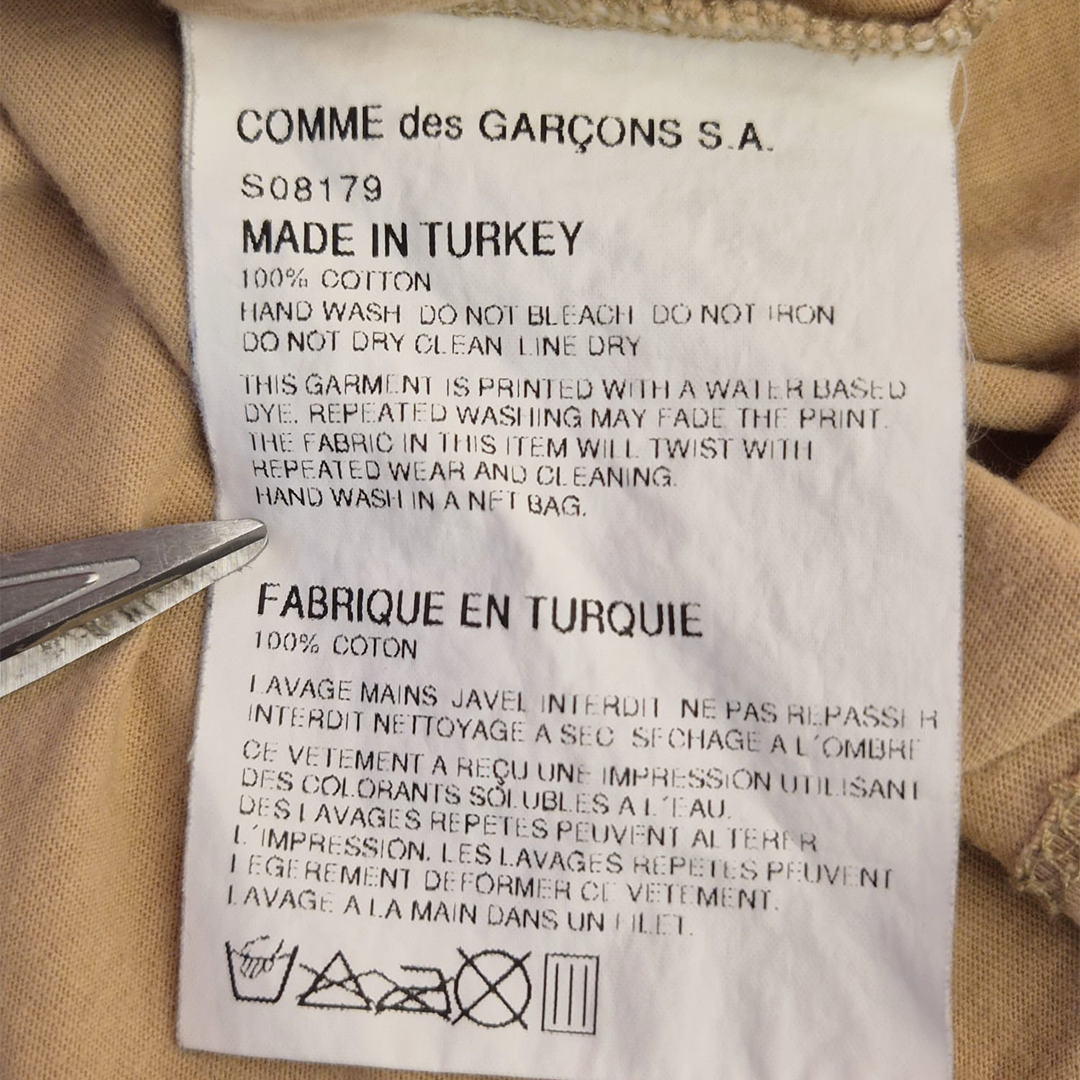 COMME des GARÇONS S.A.
S08179
MADE IN TURKEY
100% COTTON
HAND WASH DO NOT BLEACH DO NOT IRON
DO NOT DRY CLEAN LINE DRY
THIS GARMENT IS PRINTED WITH A WATER BASED
DYE. REPEATED WASHING MAY FADE THE PRINT.
THE FABRIC IN THIS ITEM WILL TWIST WITH
REPEATED WEAR AND CLEANING.
HAND WASH IN A NET BAG.
FABRIQUE EN TURQUIE
100% COTON
LAVAGE MAINS JAVEL INTERDIT NE PAS REPASSER
INTERDIT NETTOYAGE A SEC SECHAGE A L´OMBRE
CE VETEMENT A REÇU UNE IMPRESSION UTILISANT
DES COLORANTS SOLUBLES A L´EAU.
DES LAVAGES REPETES PEUVENT ALTERER
L´IMPRESSION. LES LAVAGES REPETES PEUVENT
LEGEREMENT DEFORMER CE VETEMENT.
LAVAGE A LA MAIN DANS UN FILET.